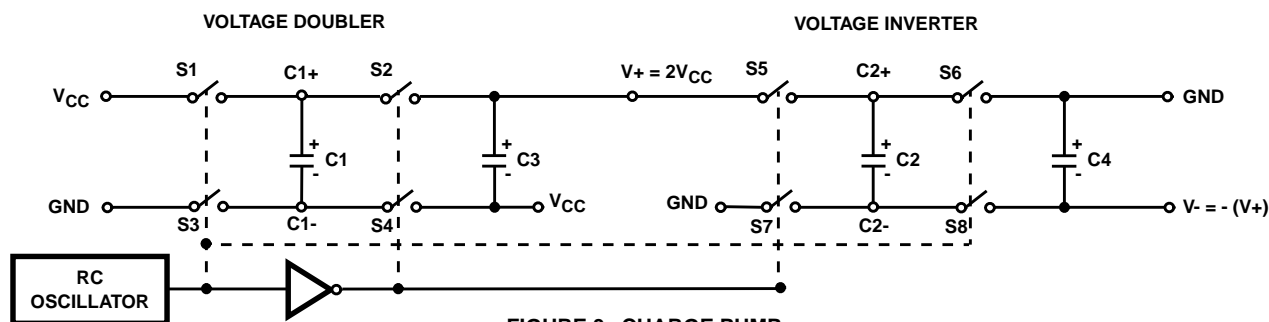 VOLTAGE DOUBLER
VOLTAGE INVERTER
S1 C1+ S2 V+ = 2VCC S5 C2+ S6
VCC GND
+ + + +
C1 C3 C2 C4
- - - -
GND VCC GND V- = - (V+)
S3 C1- S4 S7 C2- S8
RC
OSCILLATOR